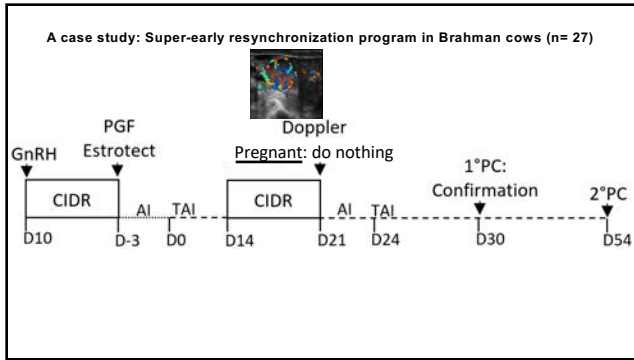 A case study: Super-early resynchronization program in Brahman cows (n= 27)
Doppler
Pregnant: do nothing
PGF
Estrotect
GnRH
1°PC:
Confirmation
2°PC
CIDR
AI
TAI
CIDR
AI
TAI
D10
D-3
D0
D14
D21
D24
D30
D54